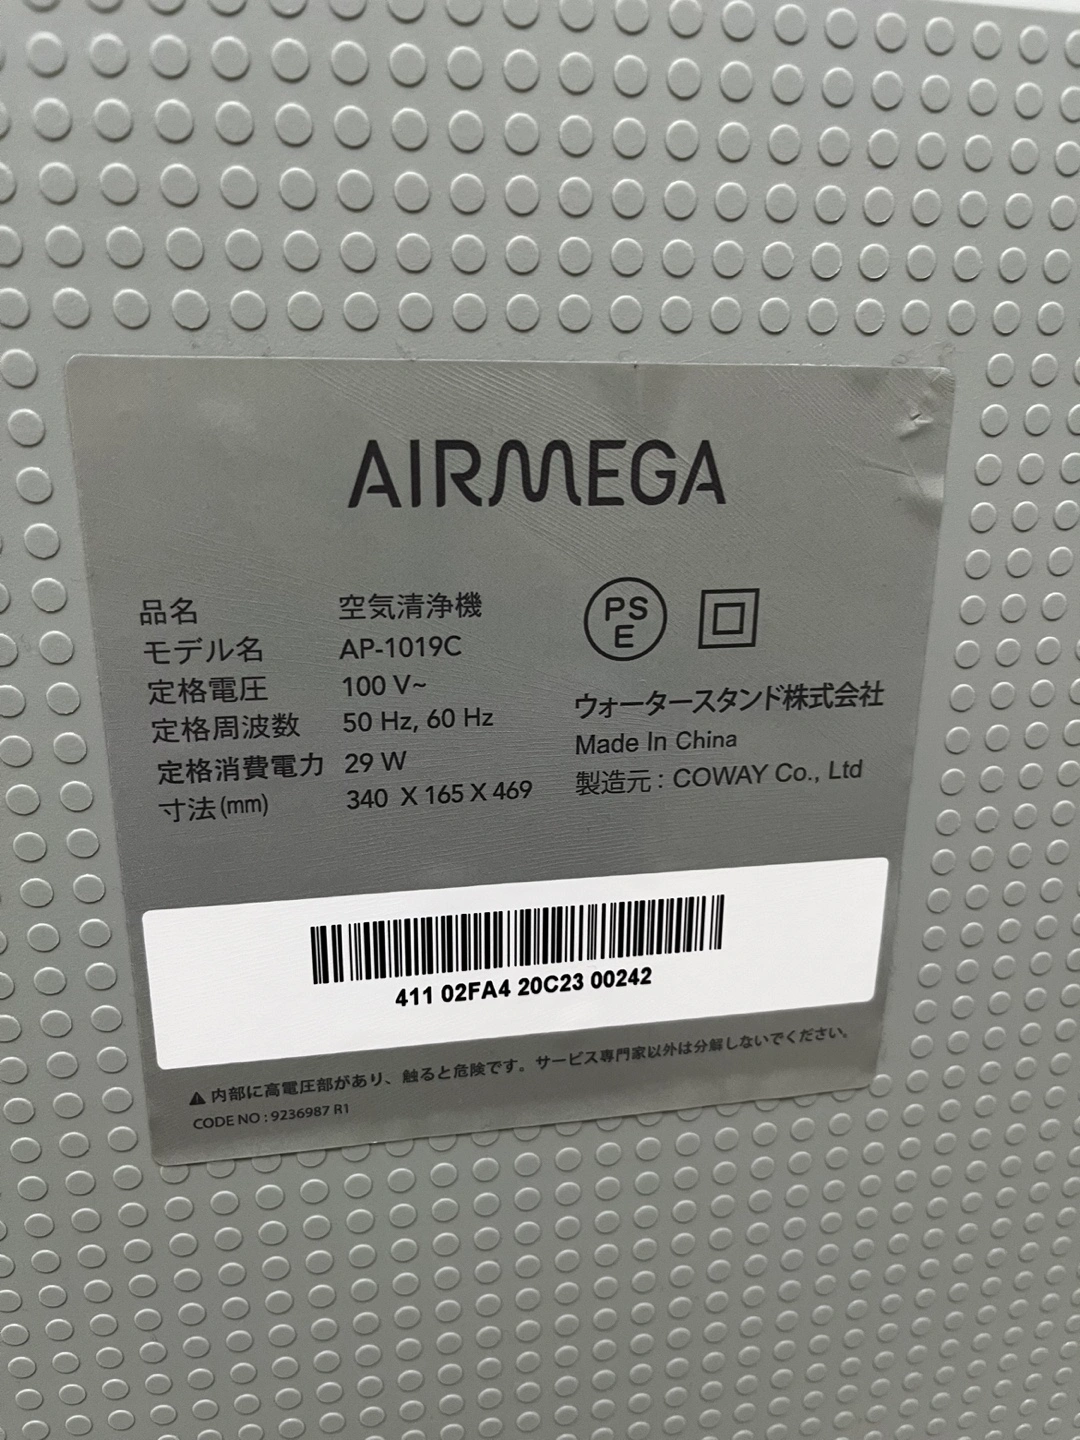 AIRMEGA
品名 空気清浄機
モデル名 AP-1019C
定格電圧 100 V~
定格周波数 50 Hz, 60 Hz
定格消費電力 29 W
寸法(mm) 340 X 165 X 469
PS
E
ウォータースタンド株式会社
Made In China
製造元 : COWAY Co., Ltd
411 02FA4 20C23 00242
⚠ 内部に高電圧部があり、触ると危険です。サービス専門家以外は分解しないでください。
CODE NO : 9236987 R1